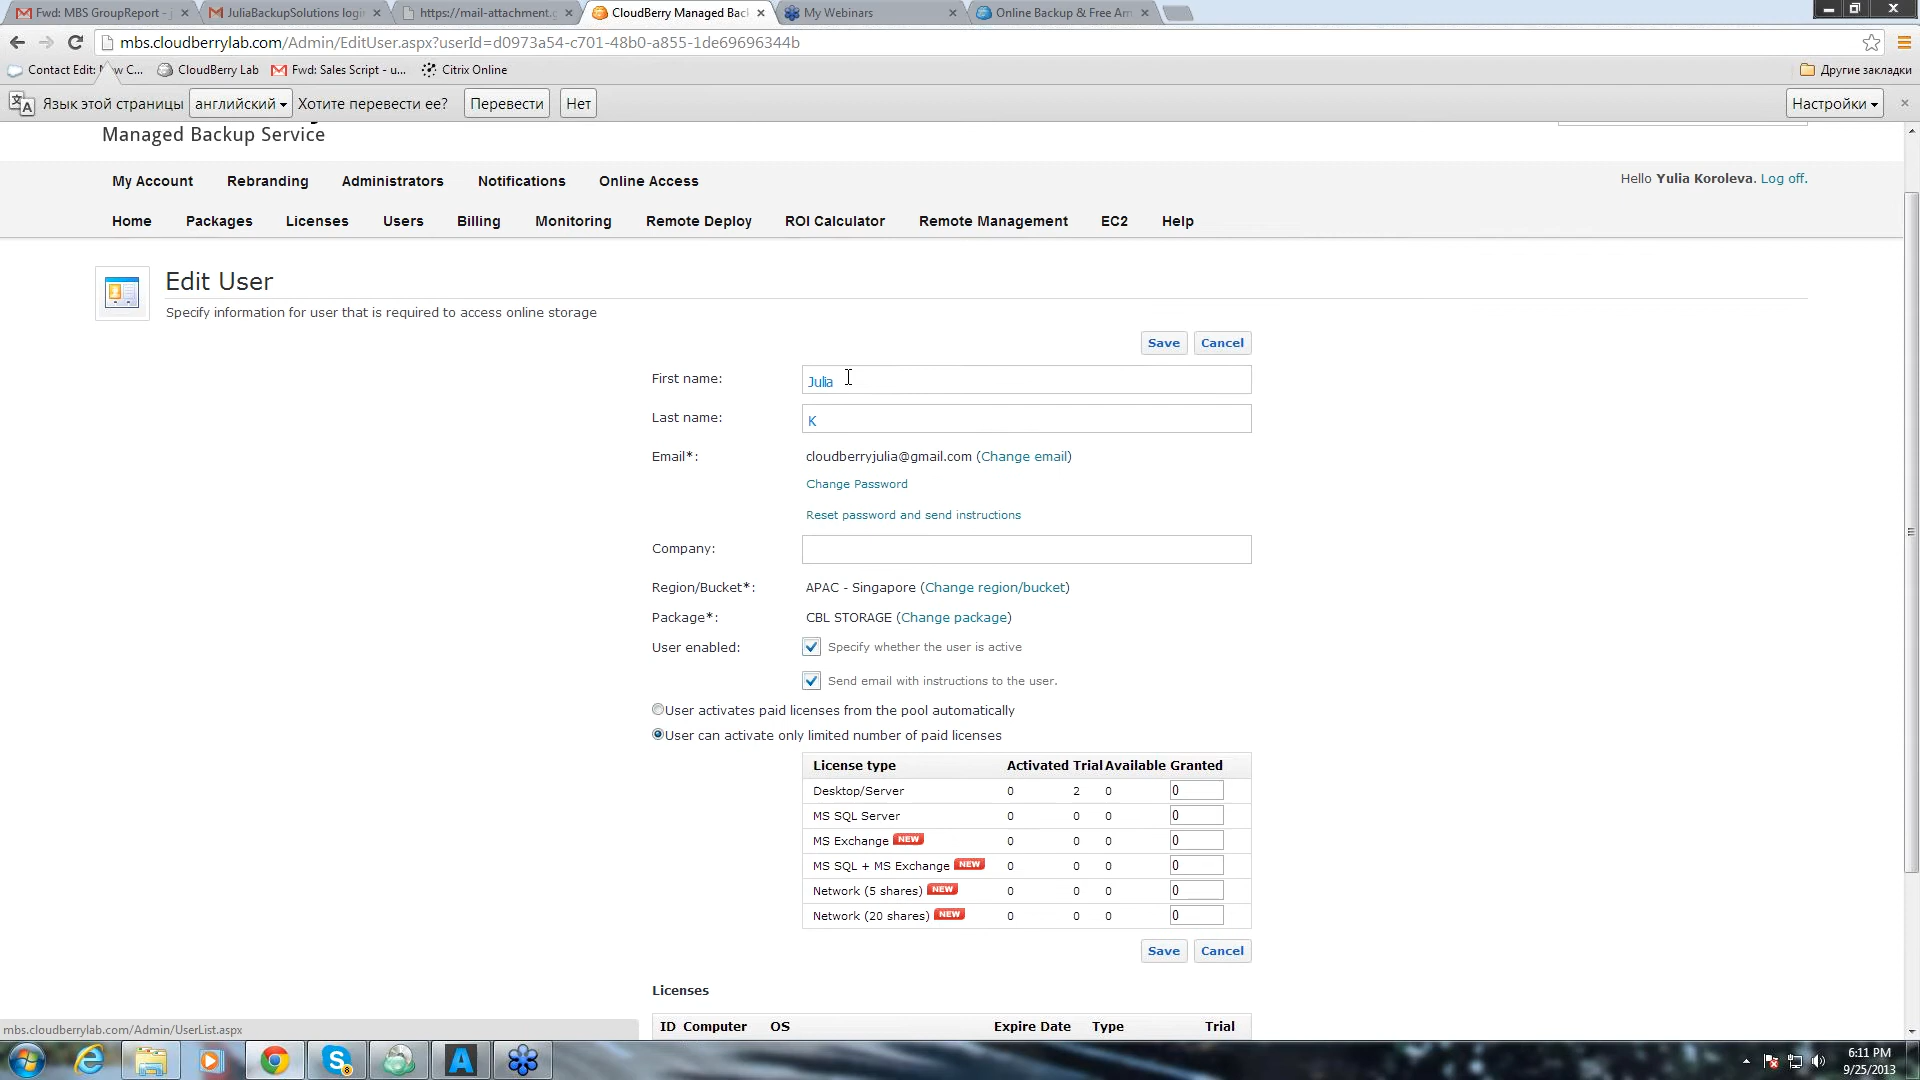 Fwd: MBS GroupReport - j
JuliaBackupSolutions logi
https://mail-attachment.g
CloudBerry Managed Bac
My Webinars
Online Backup & Free Am
mbs.cloudberrylab.com/Admin/EditUser.aspx?userId=d0973a54-c701-48b0-a855-1de69696344b
Contact Edit: New C...
CloudBerry Lab
Fwd: Sales Script - u...
Citrix Online
Другие закладки
Язык этой страницы
английский
Хотите перевести ее?
Перевести
Нет
Настройки
Managed Backup Service
My Account
Rebranding
Administrators
Notifications
Online Access
Hello Yulia Koroleva. Log off.
Home
Packages
Licenses
Users
Billing
Monitoring
Remote Deploy
ROI Calculator
Remote Management
EC2
Help
Edit User
Specify information for user that is required to access online storage
Save Cancel
First name: Julia
Last name: K
Email*: cloudberryjulia@gmail.com (Change email)
Change Password
Reset password and send instructions
Company:
Region/Bucket*: APAC - Singapore (Change region/bucket)
Package*: CBL STORAGE (Change package)
User enabled: Specify whether the user is active
Send email with instructions to the user.
User activates paid licenses from the pool automatically
User can activate only limited number of paid licenses
License type Activated Trial Available Granted
Desktop/Server 0 2 0 0
MS SQL Server 0 0 0 0
MS Exchange NEW 0 0 0 0
MS SQL + MS Exchange NEW 0 0 0 0
Network (5 shares) NEW 0 0 0 0
Network (20 shares) NEW 0 0 0 0
Save Cancel
Licenses
ID Computer OS Expire Date Type Trial
mbs.cloudberrylab.com/Admin/UserList.aspx
8
6:11 PM
9/25/2013